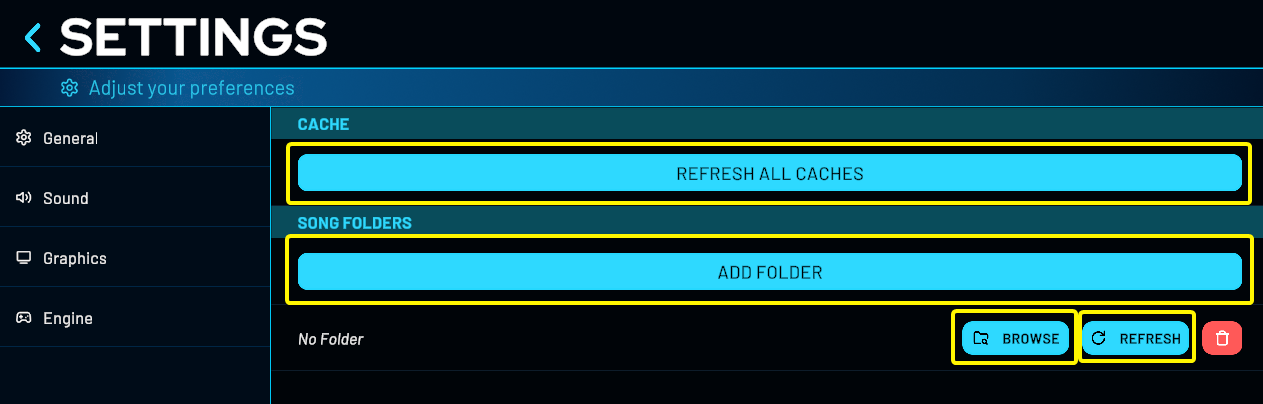 SETTINGS
Adjust your preferences
General
Sound
Graphics
Engine
CACHE
REFRESH ALL CACHES
SONG FOLDERS
ADD FOLDER
No Folder
BROWSE
REFRESH